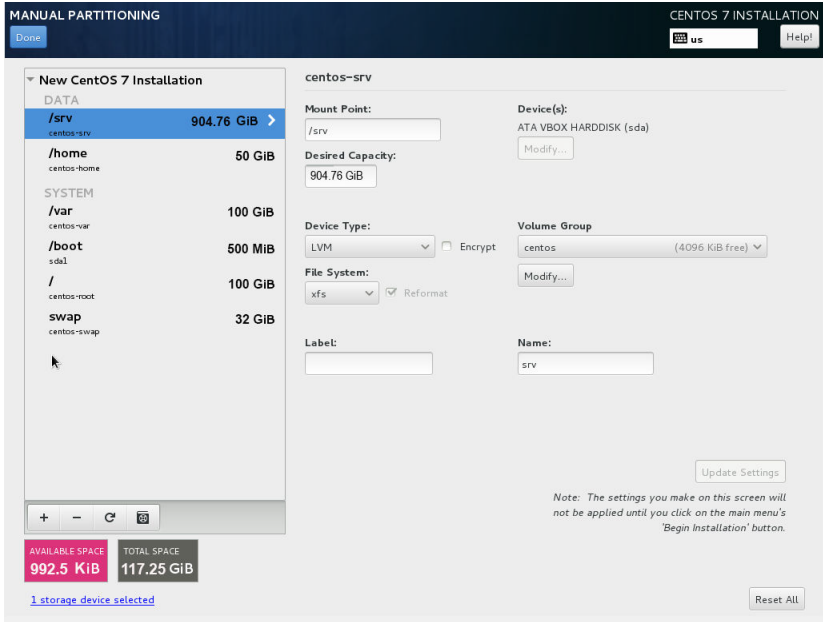 MANUAL PARTITIONING
CENTOS 7 INSTALLATION
Done
us
Help!
New CentOS 7 Installation
DATA
/srv 904.76 GiB
centos-srv
/home 50 GiB
centos-home
SYSTEM
/var 100 GiB
centos-var
/boot 500 MiB
sda1
/ 100 GiB
centos-root
swap 32 GiB
centos-swap
+ −
AVAILABLE SPACE
992.5 KiB
TOTAL SPACE
117.25 GiB
1 storage device selected
centos-srv
Mount Point:
/srv
Device(s):
ATA VBOX HARDDISK (sda)
Modify...
Desired Capacity:
904.76 GiB
Device Type:
LVM
Encrypt
Volume Group
centos (4096 KiB free)
Modify...
File System:
xfs
Reformat
Label:
Name:
srv
Update Settings
Note: The settings you make on this screen will
not be applied until you click on the main menu's
'Begin Installation' button.
Reset All